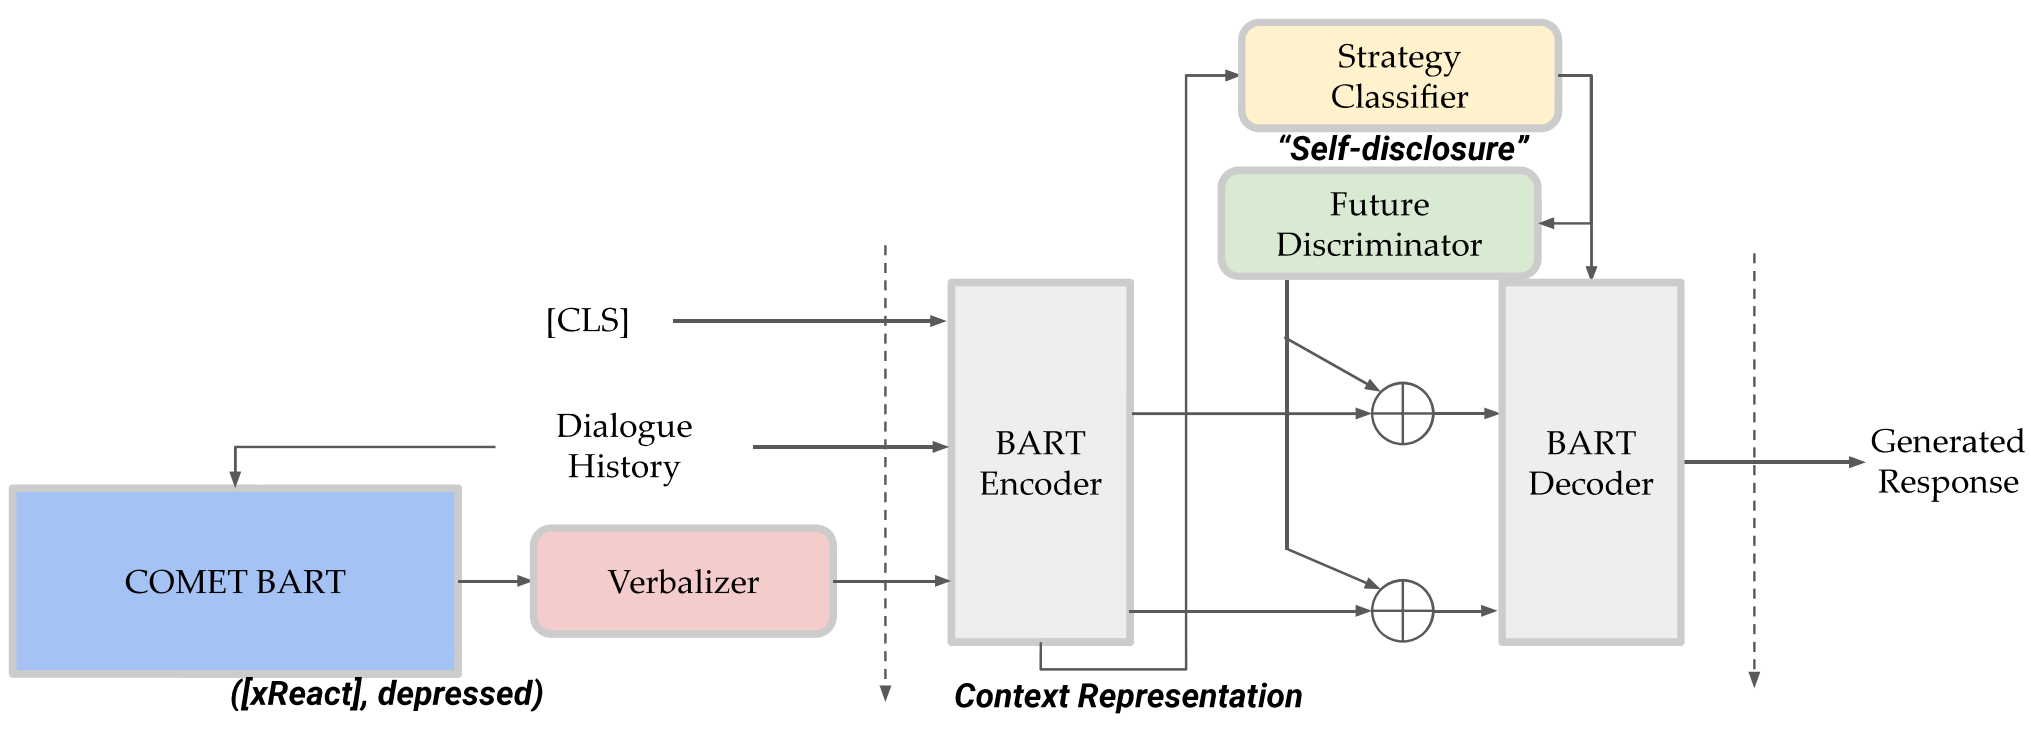 Strategy
Classifier
“Self-disclosure”
Future
Discriminator
[CLS]
Dialogue
History
BART
Encoder
BART
Decoder
Generated
Response
COMET BART
Verbalizer
([xReact], depressed)
Context Representation